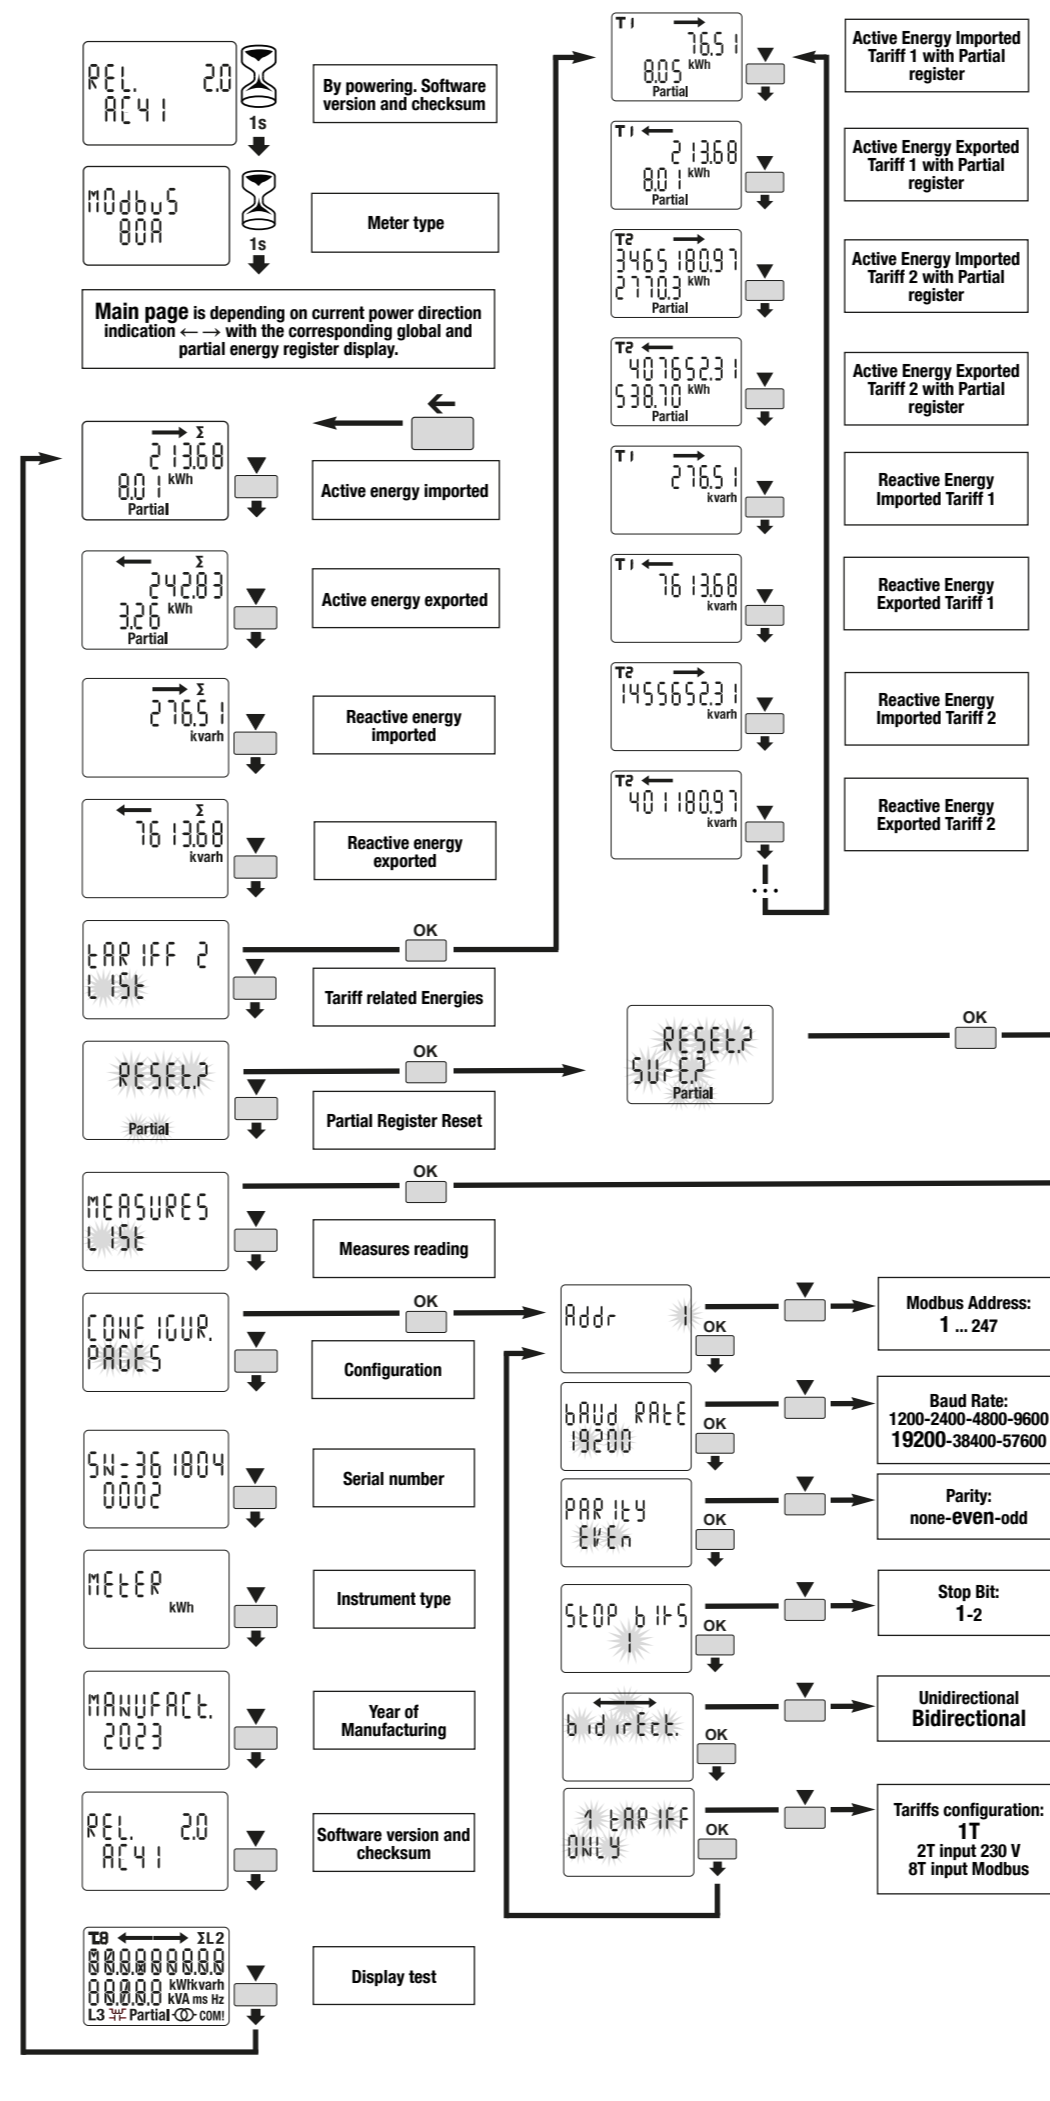 REL. 2.0
AC41
1s
By powering. Software
version and checksum
MOdbuS
80A
1s
Meter type
Main page is depending on current power direction
indication ← → with the corresponding global and
partial energy register display.
→ Σ
213.68
8.01 kWh
Partial
←
Active energy imported
← Σ
242.83
3.26 kWh
Partial
Active energy exported
→ Σ
276.51
kvarh
Reactive energy
imported
← Σ
7613.68
kvarh
Reactive energy
exported
tARIFF 2
LISt
OK
Tariff related Energies
RESEt.?
Partial
OK
Partial Register Reset
MEASURES
LISt
OK
Measures reading
CONFIGUR.
PAGES
OK
Configuration
SN=361804
0002
Serial number
MEtER
kWh
Instrument type
MANUFACt.
2023
Year of
Manufacturing
REL. 2.0
AC41
Software version and
checksum
T.8 ← → ΣL2
kWhkvarh
kVA ms Hz
L3 Partial COM!
Display test
T1 →
76.51
8.05 kWh
Partial
Active Energy Imported
Tariff 1 with Partial
register
T1 ←
213.68
8.01 kWh
Partial
Active Energy Exported
Tariff 1 with Partial
register
T2 →
3465180.97
2770.3 kWh
Partial
Active Energy Imported
Tariff 2 with Partial
register
T2 ←
407652.31
538.70 kWh
Partial
Active Energy Exported
Tariff 2 with Partial
register
T1 →
276.51
kvarh
Reactive Energy
Imported Tariff 1
T1 ←
7613.68
kvarh
Reactive Energy
Exported Tariff 1
T2 →
1455652.31
kvarh
Reactive Energy
Imported Tariff 2
T2 ←
401180.97
kvarh
Reactive Energy
Exported Tariff 2
...
RESEt.?
SUrE.?
Partial
OK
Addr 1
OK
Modbus Address:
1 ... 247
bAUd RAtE
19200
OK
Baud Rate:
1200-2400-4800-9600
19200-38400-57600
PARItY
EVEn
OK
Parity:
none-even-odd
StOP bItS
1
OK
Stop Bit:
1-2
bidirEct.
OK
Unidirectional
Bidirectional
1 tARIFF
ONLY
OK
Tariffs configuration:
1T
2T input 230 V
8T input Modbus